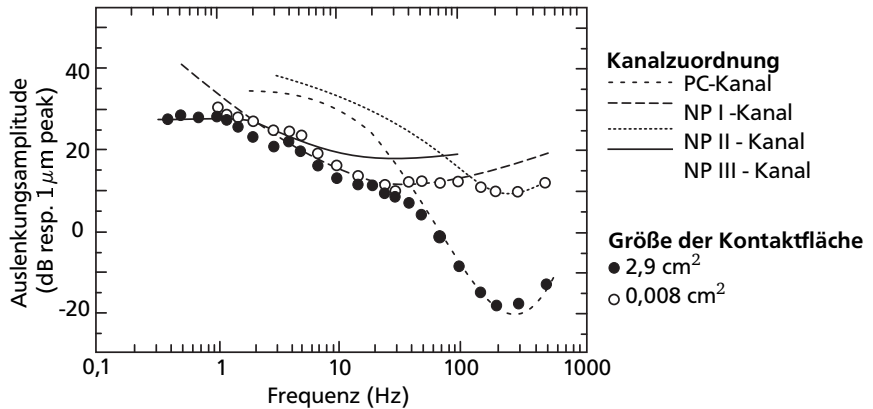 Auslenkungsamplitude
(dB resp. 1 μm peak)
40
20
0
-20
0,1
1
10
100
1000
Frequenz (Hz)
Kanalzuordnung
PC-Kanal
NP I -Kanal
NP II - Kanal
NP III - Kanal
Größe der Kontaktfläche
2,9 cm²
0,008 cm²